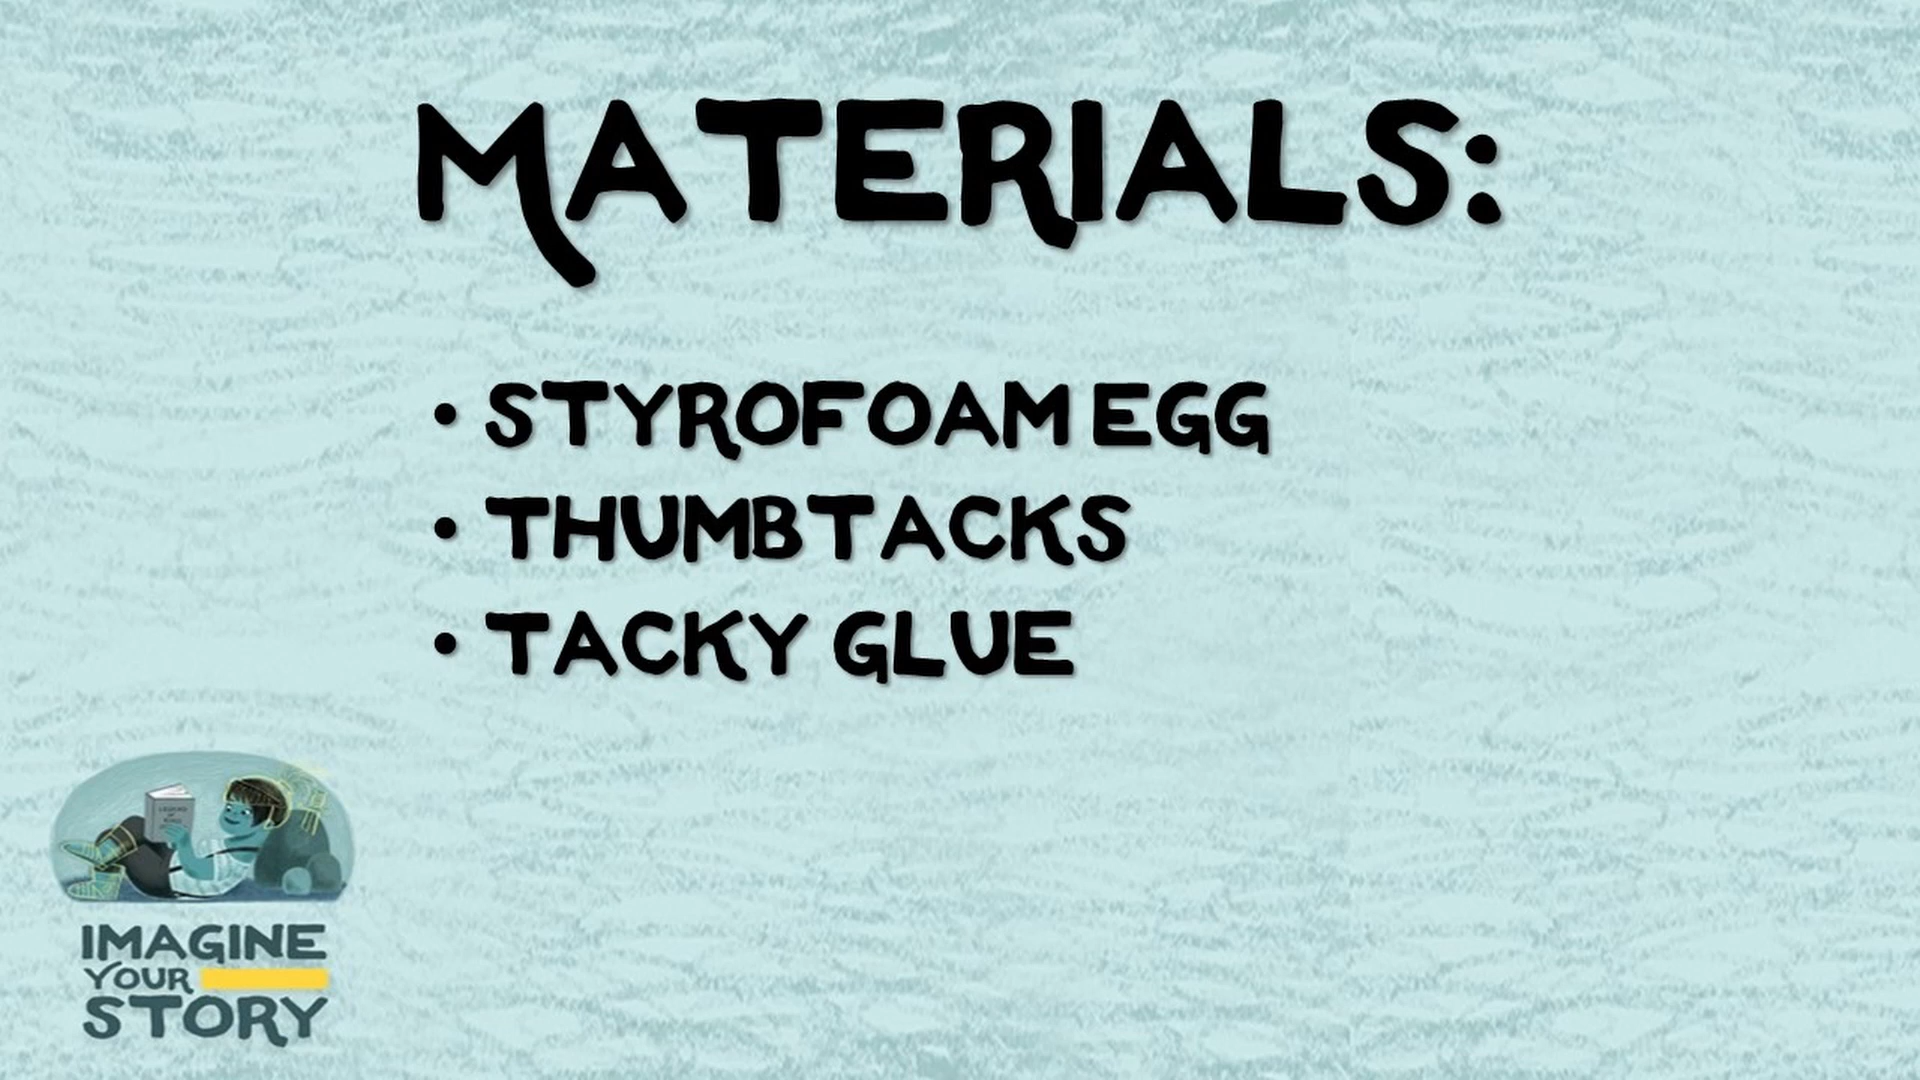 MATERIALS:
• STYROFOAM EGG
• THUMBTACKS
• TACKY GLUE
IMAGINE
YOUR
STORY